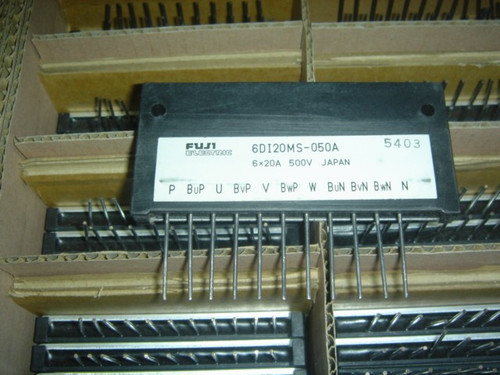 FUJI 6DI20MS-050A 5403
ELECTRIC 6×20A 500V JAPAN
P BUP U BVP V BWP W BUN BVN BWN N